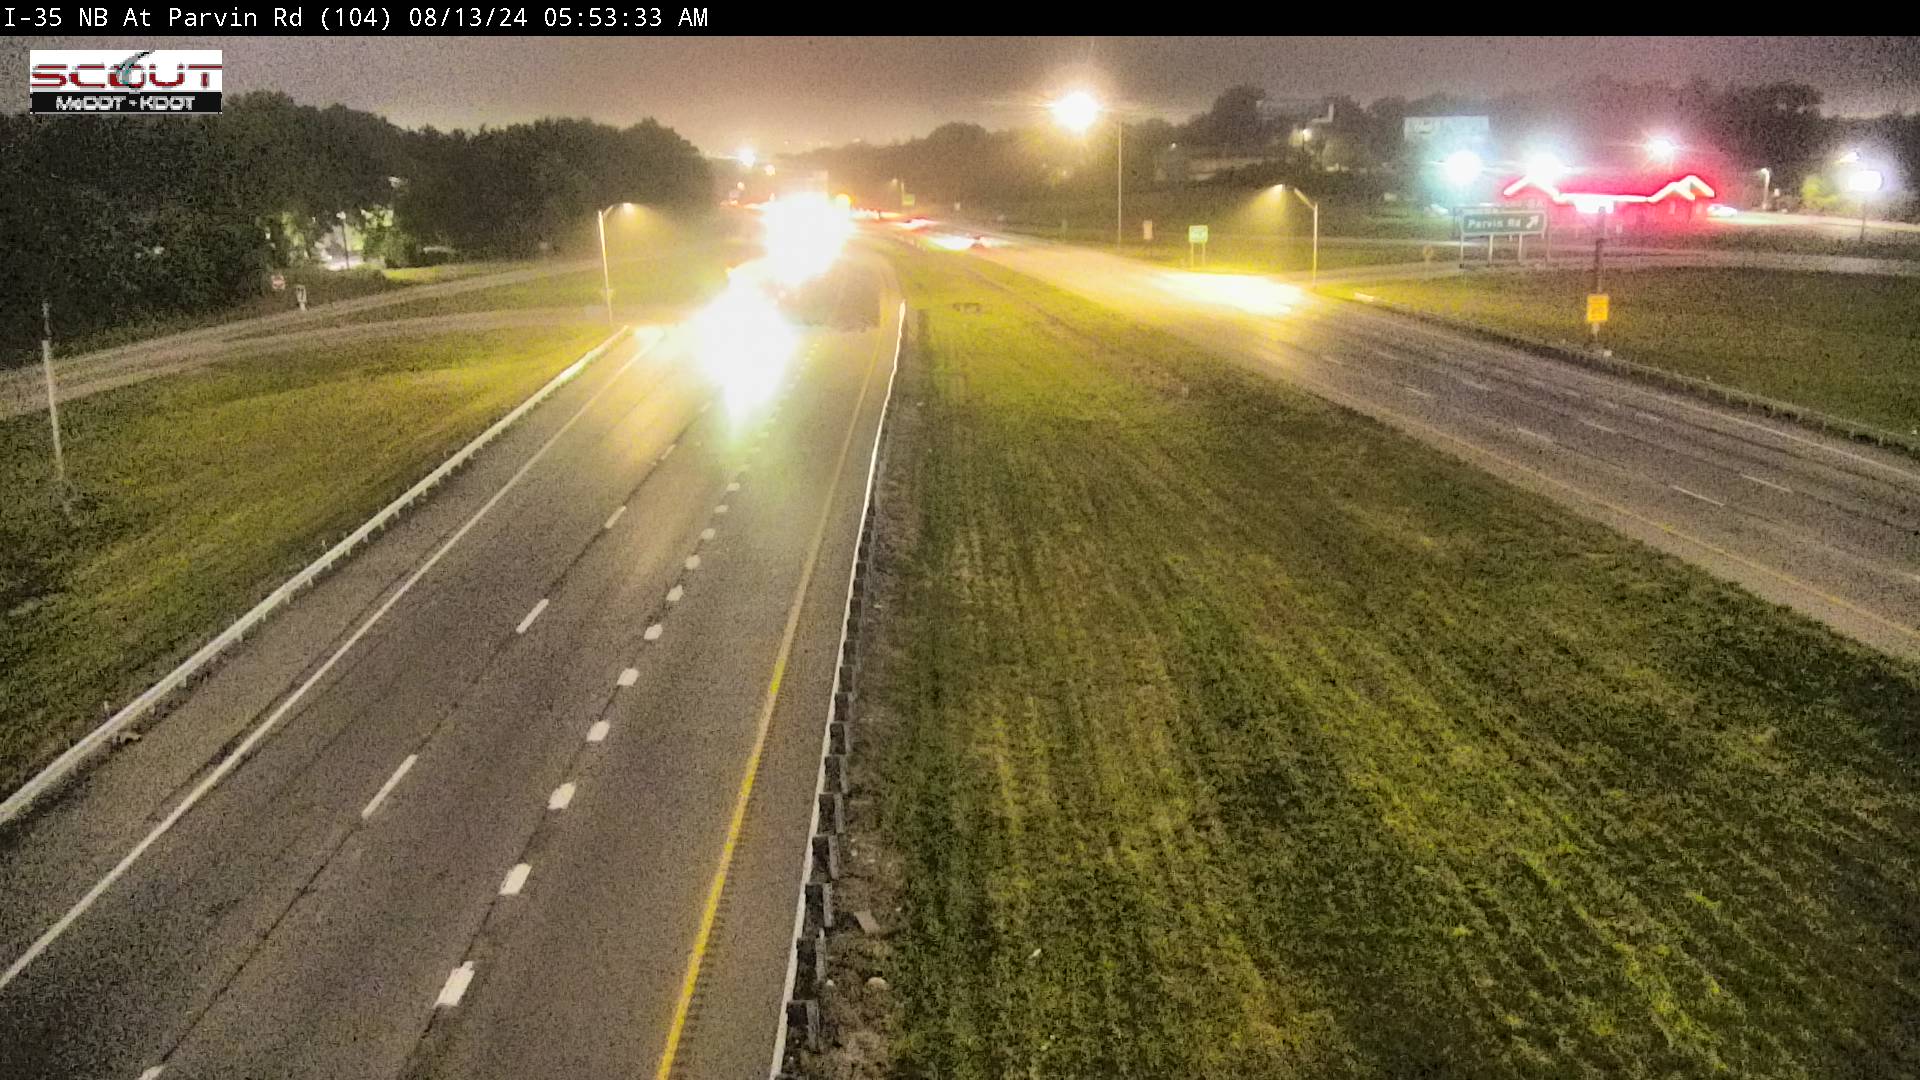 I-35 NB At Parvin Rd (104) 08/13/24 05:53:33 AM
SCOUT
MoDOT - KDOT
Parvin Rd